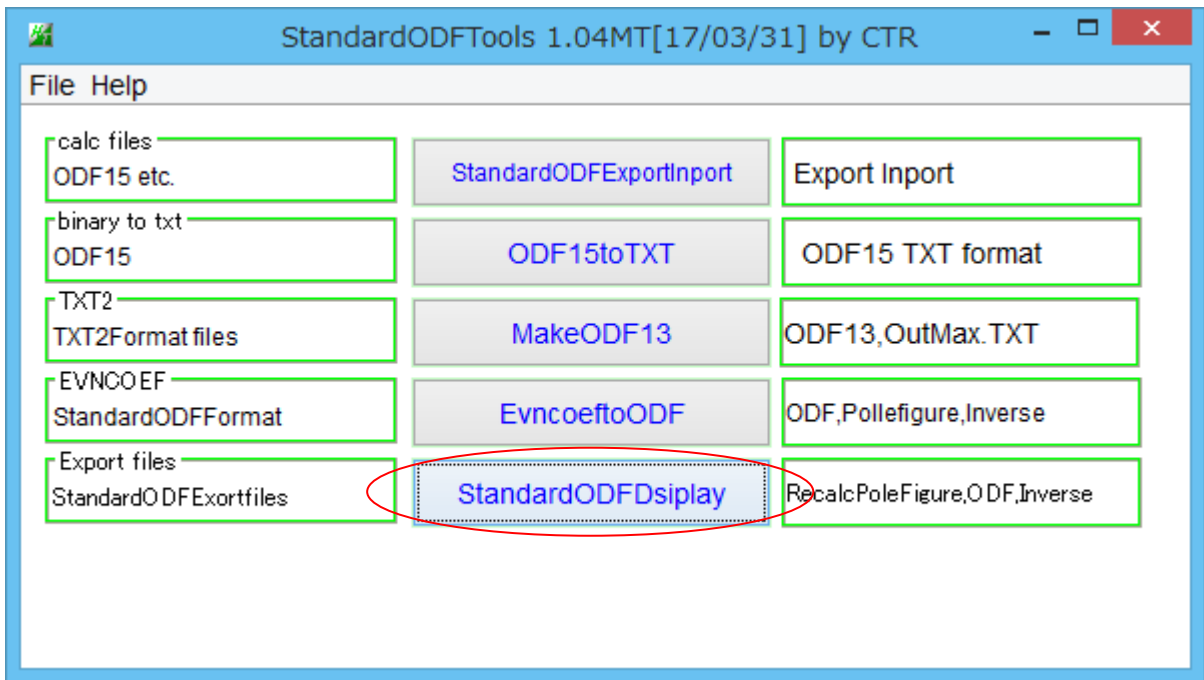 StandardODFTools 1.04MT[17/03/31] by CTR
File Help
calc files
ODF15 etc.
StandardODFExportInport
Export Inport
binary to txt
ODF15
ODF15toTXT
ODF15 TXT format
TXT2
TXT2Format files
MakeODF13
ODF13,OutMax.TXT
EVNCOEF
StandardODFFormat
EvncoeftoODF
ODF,Pollefigure,Inverse
Export files
StandardODFExortfiles
StandardODFDsiplay
RecalcPoleFigure,ODF,Inverse